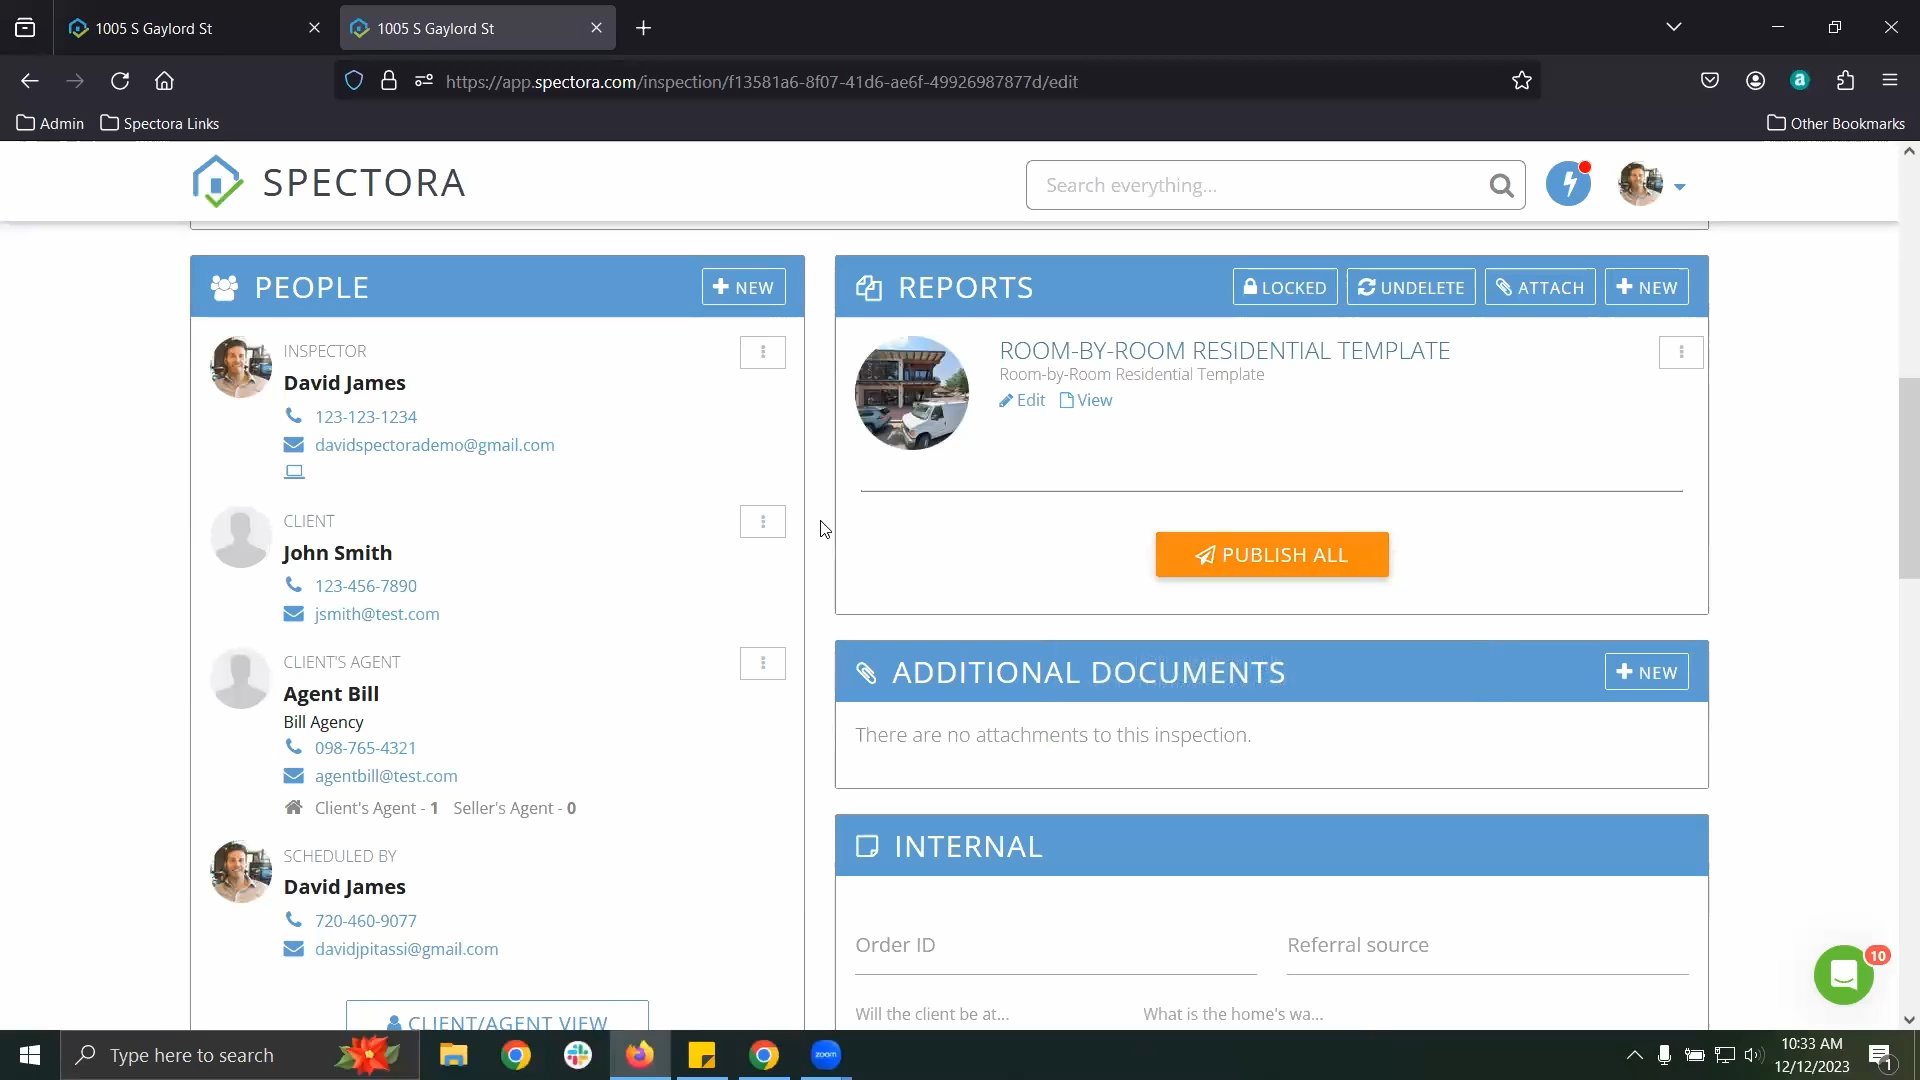 1005 S Gaylord St
1005 S Gaylord St
https://app.spectora.com/inspection/f13581a6-8f07-41d6-ae6f-49926987877d/edit
Admin
Spectora Links
Other Bookmarks
SPECTORA
Search everything...
PEOPLE
NEW
INSPECTOR
David James
123-123-1234
davidspectorademo@gmail.com
CLIENT
John Smith
123-456-7890
jsmith@test.com
CLIENT'S AGENT
Agent Bill
Bill Agency
098-765-4321
agentbill@test.com
Client's Agent - 1 Seller's Agent - 0
SCHEDULED BY
David James
720-460-9077
davidjpitassi@gmail.com
CLIENT/AGENT VIEW
REPORTS
LOCKED
UNDELETE
ATTACH
NEW
ROOM-BY-ROOM RESIDENTIAL TEMPLATE
Room-by-Room Residential Template
Edit View
PUBLISH ALL
ADDITIONAL DOCUMENTS
NEW
There are no attachments to this inspection.
INTERNAL
Order ID
Referral source
Will the client be at...
What is the home's wa...
10
Type here to search
zoom
10:33 AM
12/12/2023
1